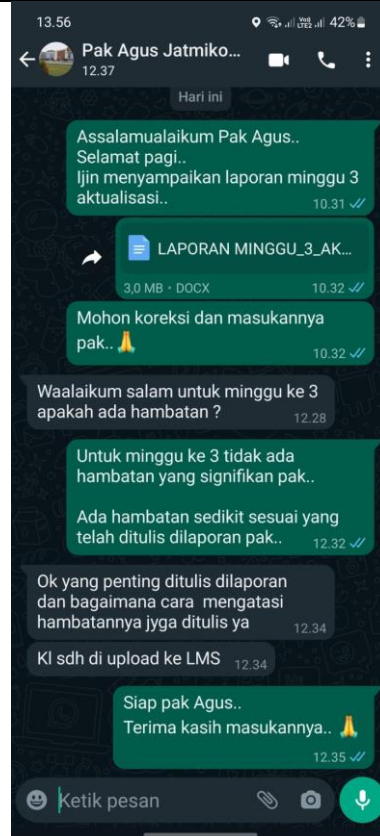 13.56
42%
Pak Agus Jatmiko...
12.37
Hari ini
Assalamualaikum Pak Agus..
Selamat pagi..
Ijin menyampaikan laporan minggu 3
aktualisasi..
10.31
LAPORAN MINGGU_3_AK...
3,0 MB • DOCX
10.32
Mohon koreksi dan masukannya
pak.. 🙏
10.32
Waalaikum salam untuk minggu ke 3
apakah ada hambatan ?
12.28
Untuk minggu ke 3 tidak ada
hambatan yang signifikan pak..
Ada hambatan sedikit sesuai yang
telah ditulis dilaporan pak..
12.32
Ok yang penting ditulis dilaporan
dan bagaimana cara mengatasi
hambatannya jyga ditulis ya
12.34
Kl sdh di upload ke LMS
12.34
Siap pak Agus..
Terima kasih masukannya.. 🙏
12.35
Ketik pesan